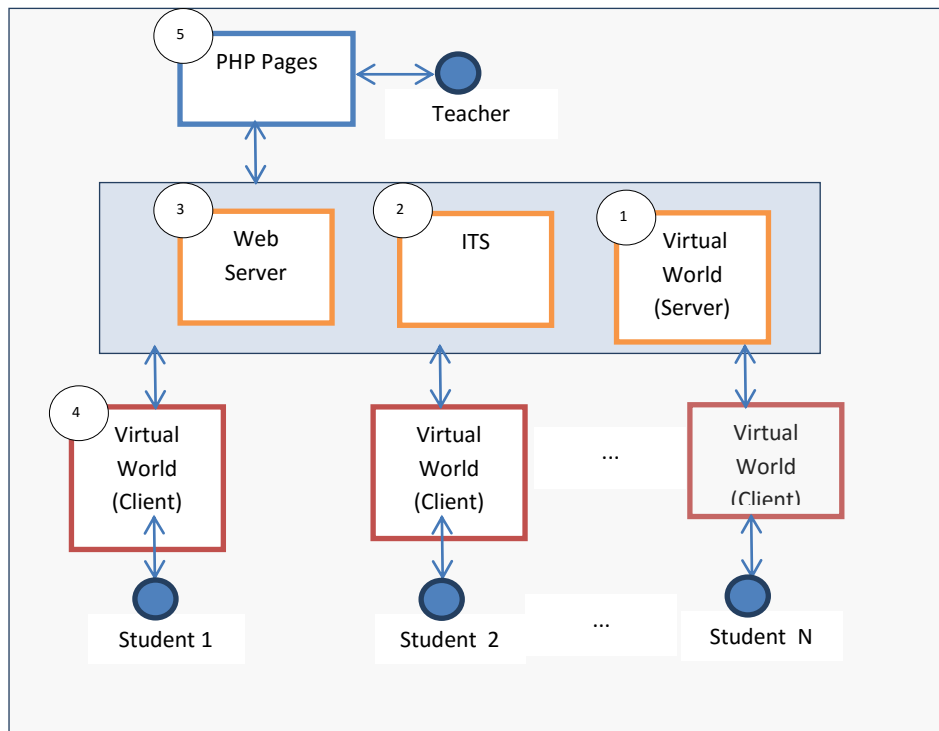 5
PHP Pages
Teacher
3
Web
Server
2
ITS
1
Virtual
World
(Server)
4
Virtual
World
(Client)
Virtual
World
(Client)
...
Virtual
World
(Client)
Student 1
Student 2
...
Student N